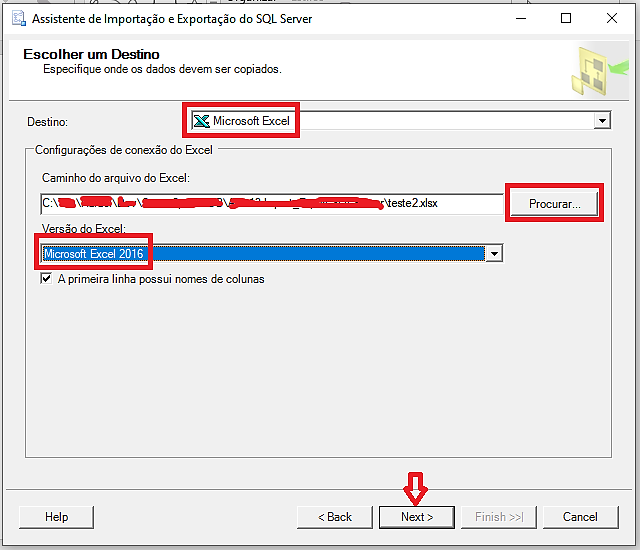 Assistente de Importação e Exportação do SQL Server
Escolher um Destino
Especifique onde os dados devem ser copiados.
Destino:
Microsoft Excel
Configurações de conexão do Excel
Caminho do arquivo do Excel:
C:\ \teste2.xlsx
Procurar...
Versão do Excel:
Microsoft Excel 2016
A primeira linha possui nomes de colunas
Help
< Back
Next >
Finish >>|
Cancel